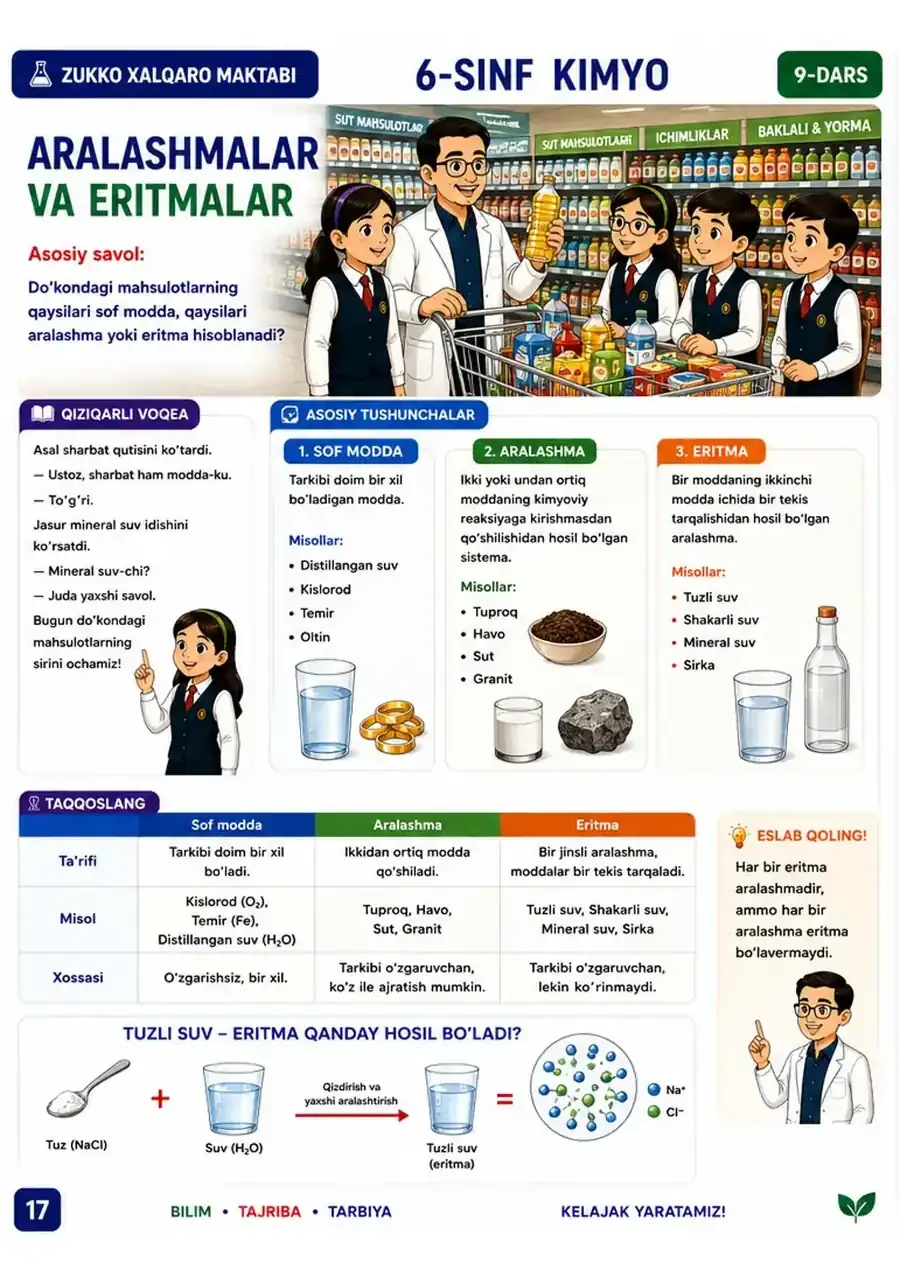 ZUKKO XALQARO MAKTABI
6-SINF KIMYO
9-DARS
ARALASHMALAR
VA ERITMALAR
Asosiy savol:
Do'kondagi mahsulotlarning
qaysilari sof modda, qaysilari
aralashma yoki eritma hisoblanadi?
SUT MAHSULOTLAR
SUT MAHSULOTLARI
ICHIMLIKLAR
BAKLALI & YORMA
QIZIQARLI VOQEA
Asal sharbat qutisini ko'tardi.
— Ustoz, sharbat ham modda-ku.
— To'g'ri.
Jasur mineral suv idishini
ko'rsatdi.
— Mineral suv-chi?
— Juda yaxshi savol.
Bugun do'kondagi
mahsulotlarning
sirini ochamiz!
ASOSIY TUSHUNCHALAR
1. SOF MODDA
Tarkibi doim bir xil
bo'ladigan modda.
Misollar:
• Distillangan suv
• Kislorod
• Temir
• Oltin
2. ARALASHMA
Ikki yoki undan ortiq
moddaning kimyoviy
reaksiyaga kirishmasdan
qo'shilishidan hosil bo'lgan
sistema.
Misollar:
• Tuproq
• Havo
• Sut
• Granit
3. ERITMA
Bir moddaning ikkinchi
modda ichida bir tekis
tarqalishidan hosil bo'lgan
aralashma.
Misollar:
• Tuzli suv
• Shakarli suv
• Mineral suv
• Sirka
TAQQOSLANG
Sof modda Aralashma Eritma
Ta'rifi
Tarkibi doim bir xil
bo'ladi.
Ikkidan ortiq modda
qo'shiladi.
Bir jinsli aralashma,
moddalar bir tekis tarqaladi.
Misol
Kislorod (O₂),
Temir (Fe),
Distillangan suv (H₂O)
Tuproq, Havo,
Sut, Granit
Tuzli suv, Shakarli suv,
Mineral suv, Sirka
Xossasi
O'zgarishsiz, bir xil.
Tarkibi o'zgaruvchan,
ko'z ile ajratish mumkin.
Tarkibi o'zgaruvchan,
lekin ko'rinmaydi.
ESLAB QOLING!
Har bir eritma
aralashmadir,
ammo har bir
aralashma eritma
bo'lavermaydi.
TUZLI SUV – ERITMA QANDAY HOSIL BO'LADI?
Tuz (NaCl)
+
Suv (H₂O)
Qizdirish va
yaxshi aralashtirish
Tuzli suv
(eritma)
=
Na⁺
Cl⁻
17
BILIM • TAJRIBA • TARBIYA
KELAJAK YARATAMIZ!